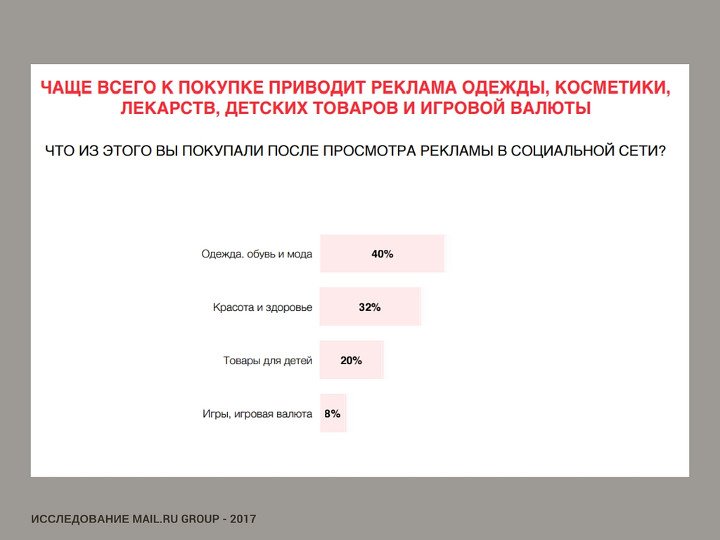 ЧАЩЕ ВСЕГО К ПОКУПКЕ ПРИВОДИТ РЕКЛАМА ОДЕЖДЫ, КОСМЕТИКИ,
ЛЕКАРСТВ, ДЕТСКИХ ТОВАРОВ И ИГРОВОЙ ВАЛЮТЫ
ЧТО ИЗ ЭТОГО ВЫ ПОКУПАЛИ ПОСЛЕ ПРОСМОТРА РЕКЛАМЫ В СОЦИАЛЬНОЙ СЕТИ?
Одежда. обувь и мода 40%
Красота и здоровье 32%
Товары для детей 20%
Игры, игровая валюта 8%
ИССЛЕДОВАНИЕ MAIL.RU GROUP - 2017